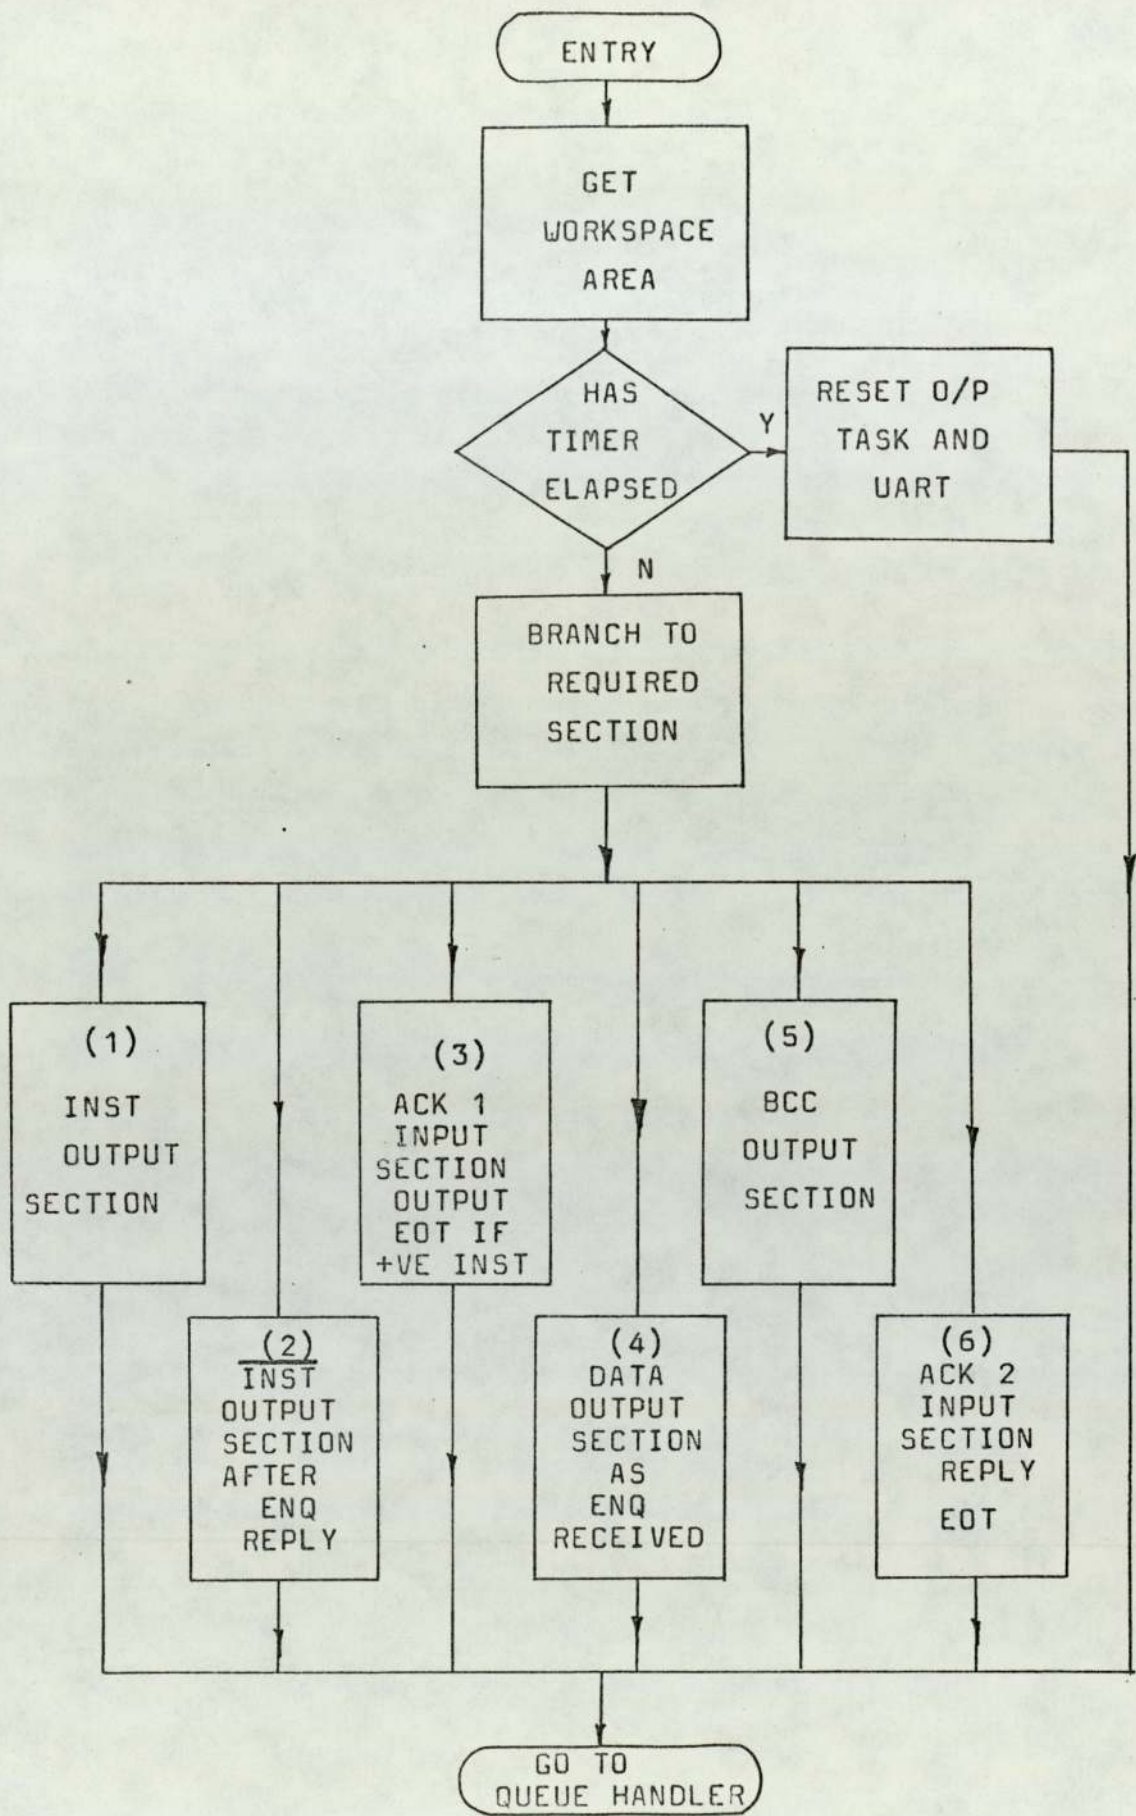 ENTRY
GET
WORKSPACE
AREA
HAS
TIMER
ELAPSED
Y
RESET O/P
TASK AND
UART
N
BRANCH TO
REQUIRED
SECTION
(1)
INST
OUTPUT
SECTION
(2)
INST
OUTPUT
SECTION
AFTER
ENQ
REPLY
(3)
ACK 1
INPUT
SECTION
OUTPUT
EOT IF
+VE INST
(4)
DATA
OUTPUT
SECTION
AS
ENQ
RECEIVED
(5)
BCC
OUTPUT
SECTION
(6)
ACK 2
INPUT
SECTION
REPLY
EOT
GO TO
QUEUE HANDLER